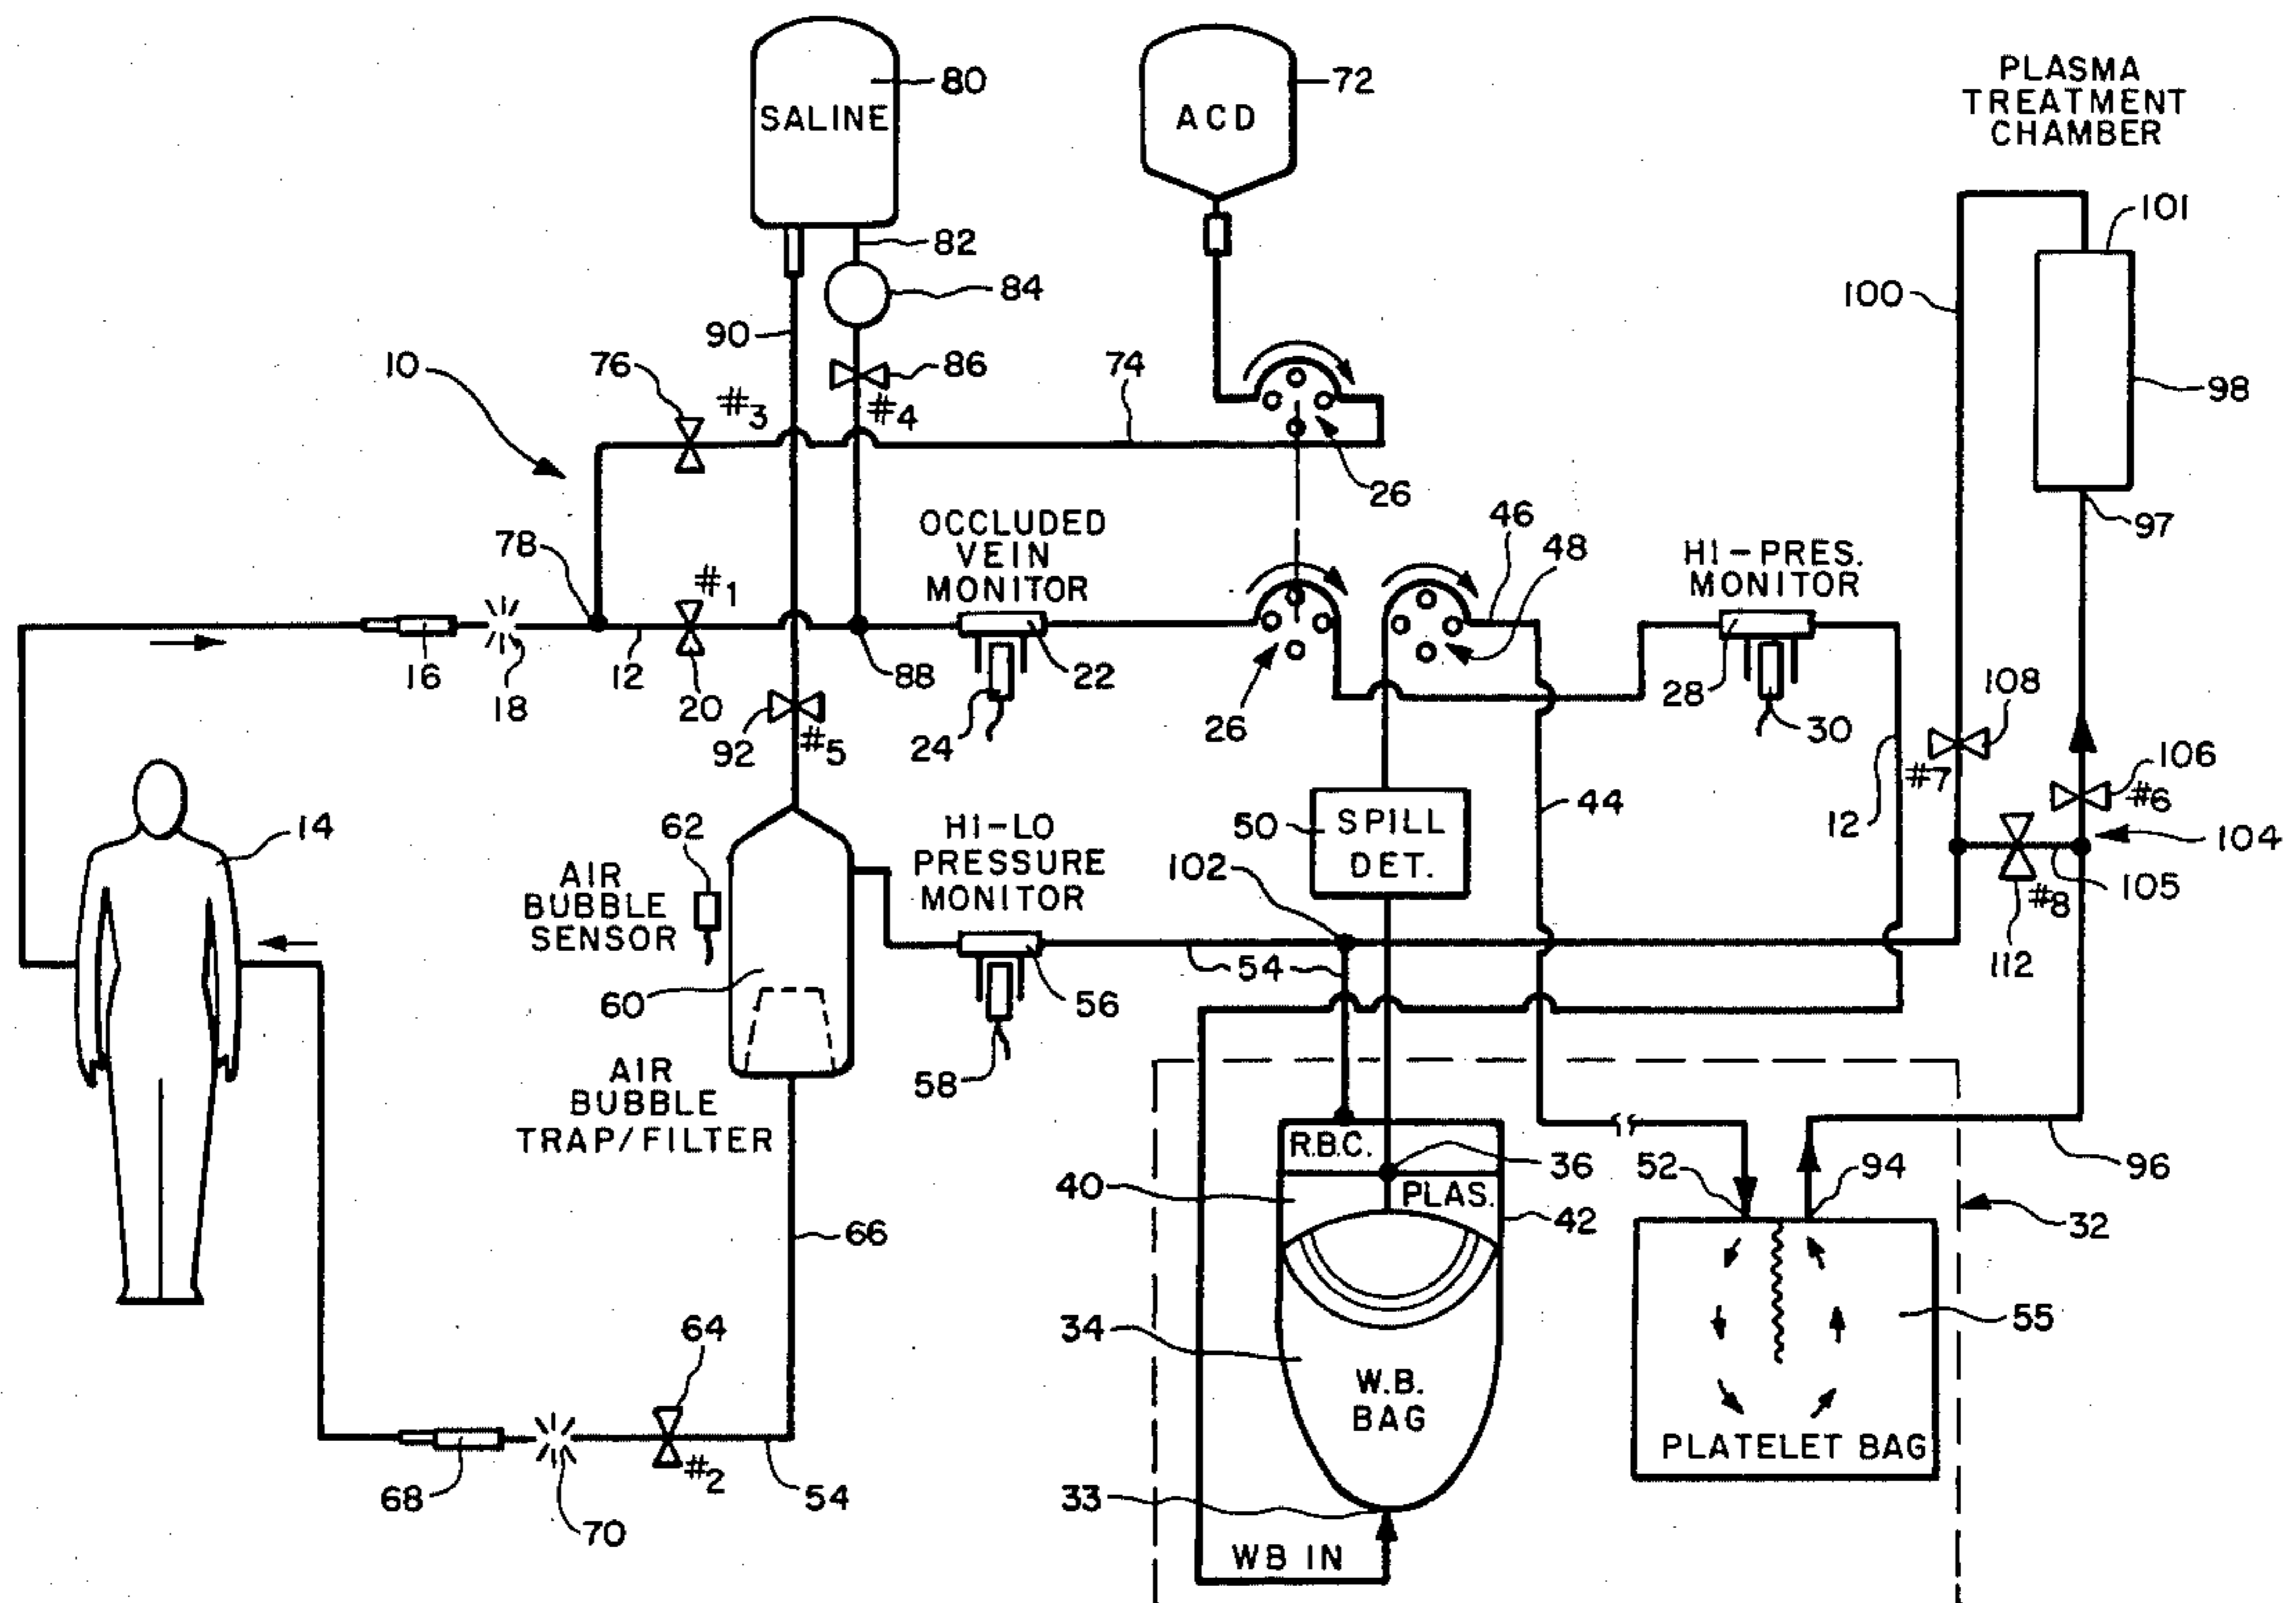 80
SALINE
72
ACD
PLASMA
TREATMENT
CHAMBER
101
82
84
100
90
10
76
#3
86
#4
74
98
26
97
78
#1
OCCLUDED
VEIN
MONITOR
46
48
HI-PRES.
MONITOR
16
18
12
20
88
22
24
26
28
30
108
92
#5
#7
106
#6
14
62
AIR
BUBBLE
SENSOR
HI-LO
PRESSURE
MONITOR
50
SPILL
DET.
44
12
104
102
105
#8
112
60
54
56
58
AIR
BUBBLE
TRAP/FILTER
R.B.C.
36
40
PLAS.
42
52
94
96
32
66
34
W.B.
BAG
55
64
#2
PLATELET BAG
68
54
70
33
WB IN